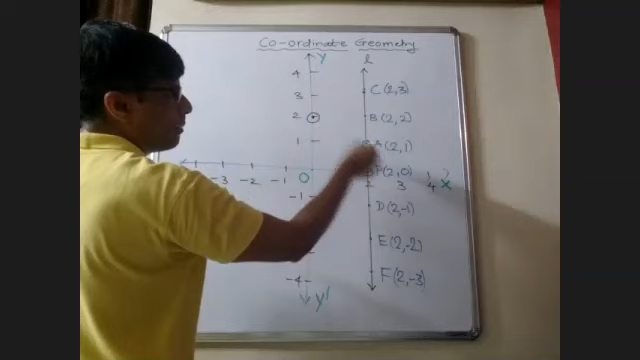 Co-ordinate Geometry
Y
l
4
3
C (2,3)
2
B (2,2)
1
A (2,1)
P(2,0)
-3 -2 -1 O 2 3 4 X
-1
D (2,-1)
E (2,-2)
F (2,-3)
-4
Y'